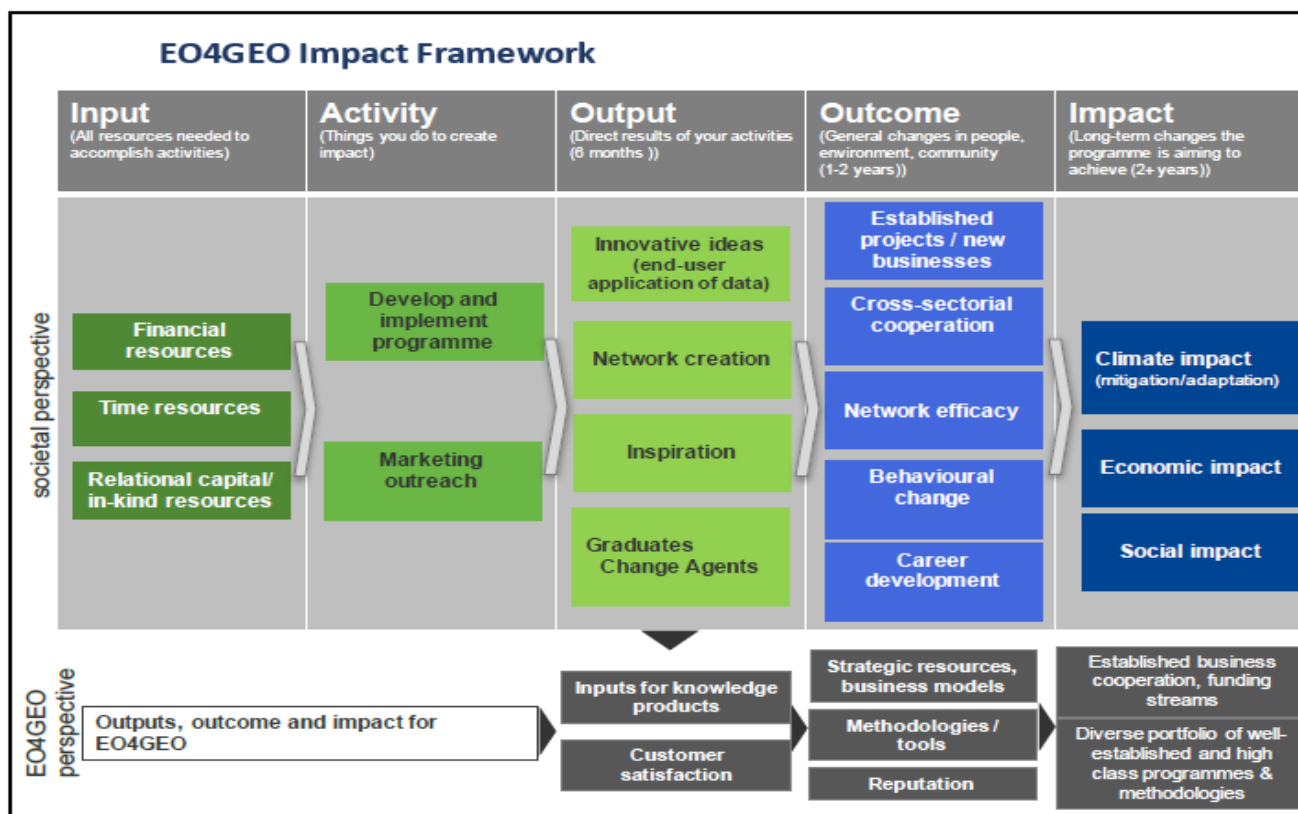 EO4GEO Impact Framework
Input
(All resources needed to
accomplish activities)
Activity
(Things you do to create
impact)
Output
(Direct results of your activities
(6 months ))
Outcome
(General changes in people,
environment, community
(1-2 years))
Impact
(Long-term changes the
programme is aiming to
achieve (2+ years))
societal perspective
Financial
resources
Time resources
Relational capital/
in-kind resources
Develop and
implement
programme
Marketing
outreach
Innovative ideas
(end-user
application of data)
Network creation
Inspiration
Graduates
Change Agents
Established
projects / new
businesses
Cross-sectorial
cooperation
Network efficacy
Behavioural
change
Career
development
Climate impact
(mitigation/adaptation)
Economic impact
Social impact
EO4GEO
perspective
Outputs, outcome and impact for
EO4GEO
Inputs for knowledge
products
Customer
satisfaction
Strategic resources,
business models
Methodologies /
tools
Reputation
Established business
cooperation, funding
streams
Diverse portfolio of well-
established and high
class programmes &
methodologies